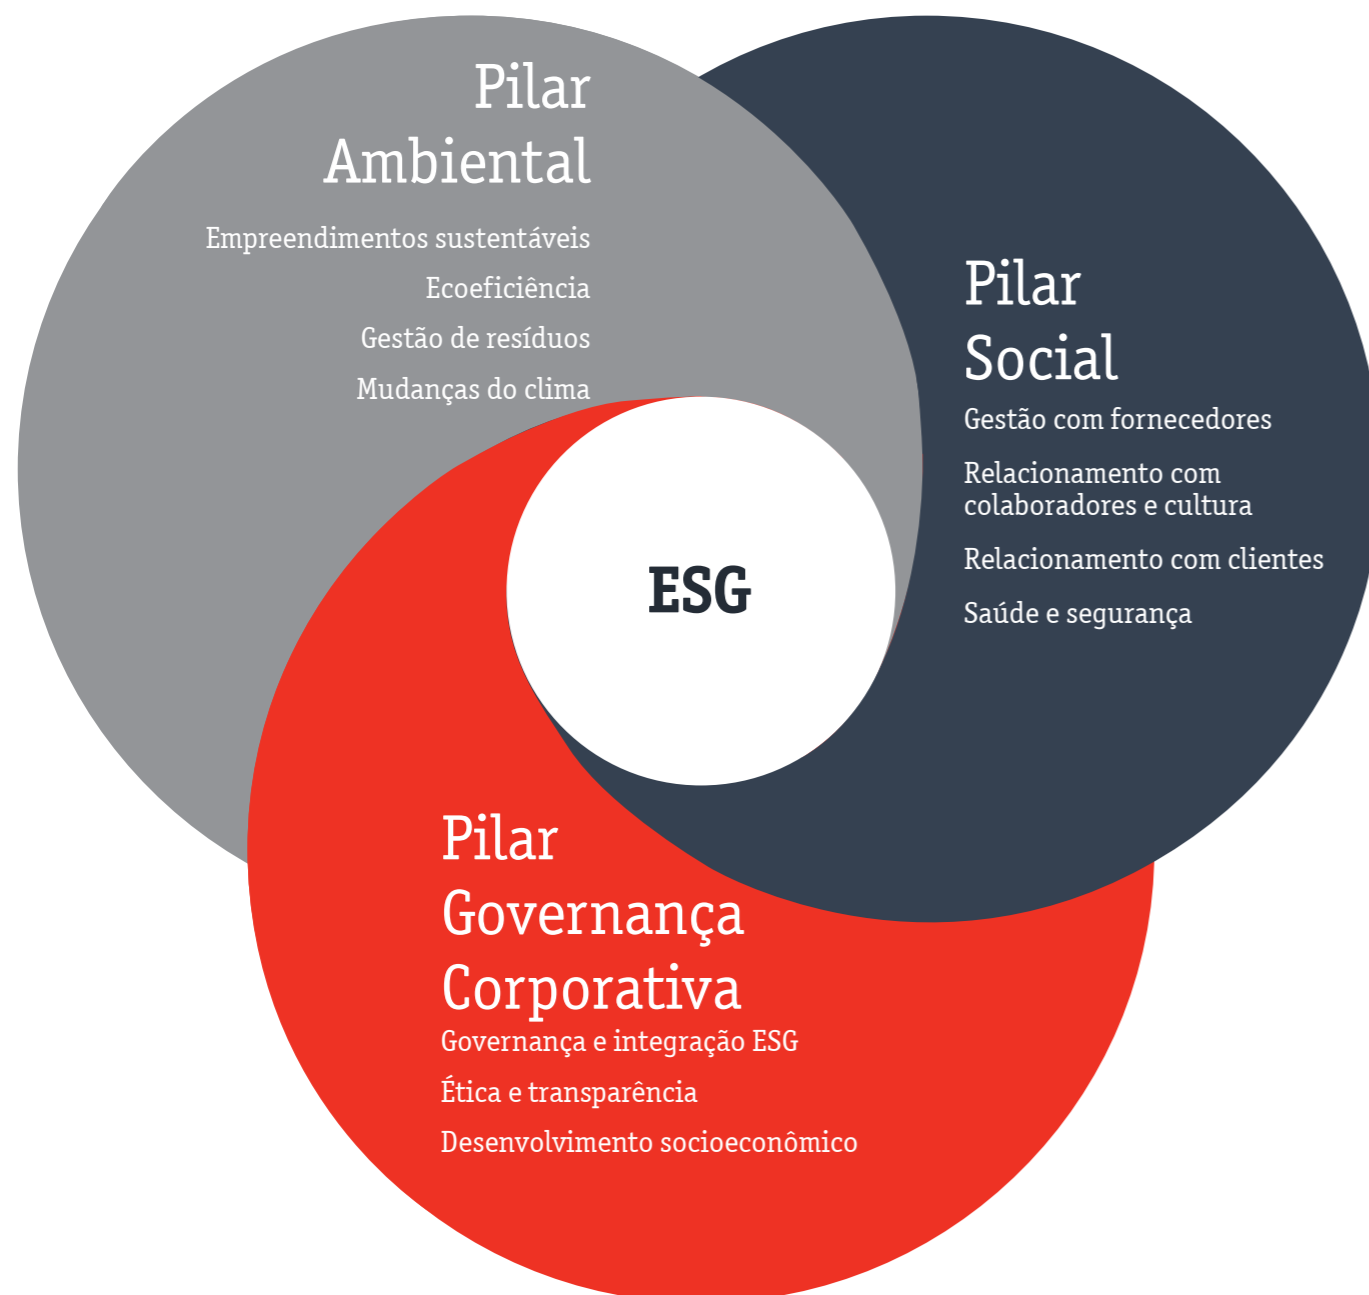 Pilar
Ambiental
Empreendimentos sustentáveis
Ecoeficiência
Gestão de resíduos
Mudanças do clima
Pilar
Social
Gestão com fornecedores
Relacionamento com
colaboradores e cultura
Relacionamento com clientes
Saúde e segurança
ESG
Pilar
Governança
Corporativa
Governança e integração ESG
Ética e transparência
Desenvolvimento socioeconômico